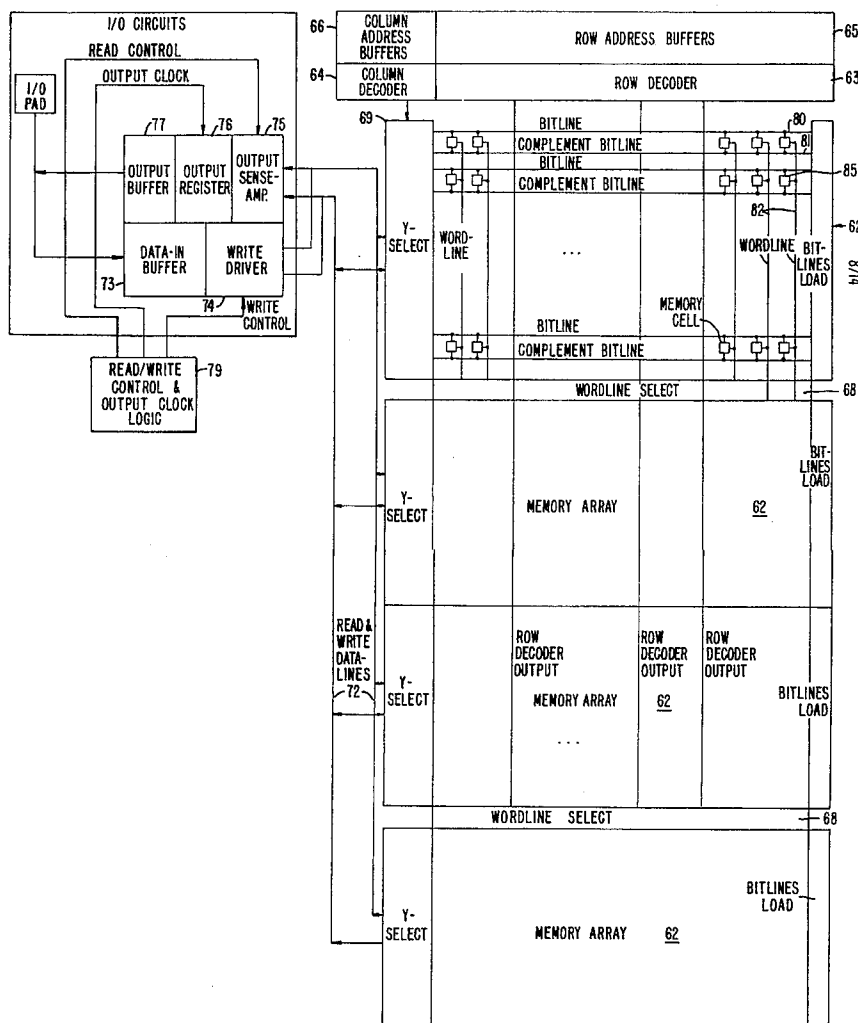 I/O CIRCUITS
READ CONTROL
OUTPUT CLOCK
I/O
PAD
77
76
75
OUTPUT
BUFFER
OUTPUT
REGISTER
OUTPUT
SENSE-
AMP.
DATA-IN
BUFFER
WRITE
DRIVER
73
74
WRITE
CONTROL
READ/WRITE
CONTROL &
OUTPUT CLOCK
LOGIC
79
66
COLUMN
ADDRESS
BUFFERS
ROW ADDRESS BUFFERS
65
64
COLUMN
DECODER
ROW DECODER
63
69
BITLINE
80
COMPLEMENT BITLINE
81
BITLINE
COMPLEMENT BITLINE
85
82
62
8/14
Y-
SELECT
WORD-
LINE
...
WORDLINE
BIT-
LINES
LOAD
MEMORY
CELL
BITLINE
COMPLEMENT BITLINE
WORDLINE SELECT
68
BIT-
LINES
LOAD
Y-
SELECT
MEMORY ARRAY
62
READ &
WRITE
DATA-
LINES
72
ROW
DECODER
OUTPUT
ROW
DECODER
OUTPUT
ROW
DECODER
OUTPUT
Y-
SELECT
MEMORY ARRAY
62
...
BITLINES
LOAD
WORDLINE SELECT
68
BITLINES
LOAD
Y-
SELECT
MEMORY ARRAY
62